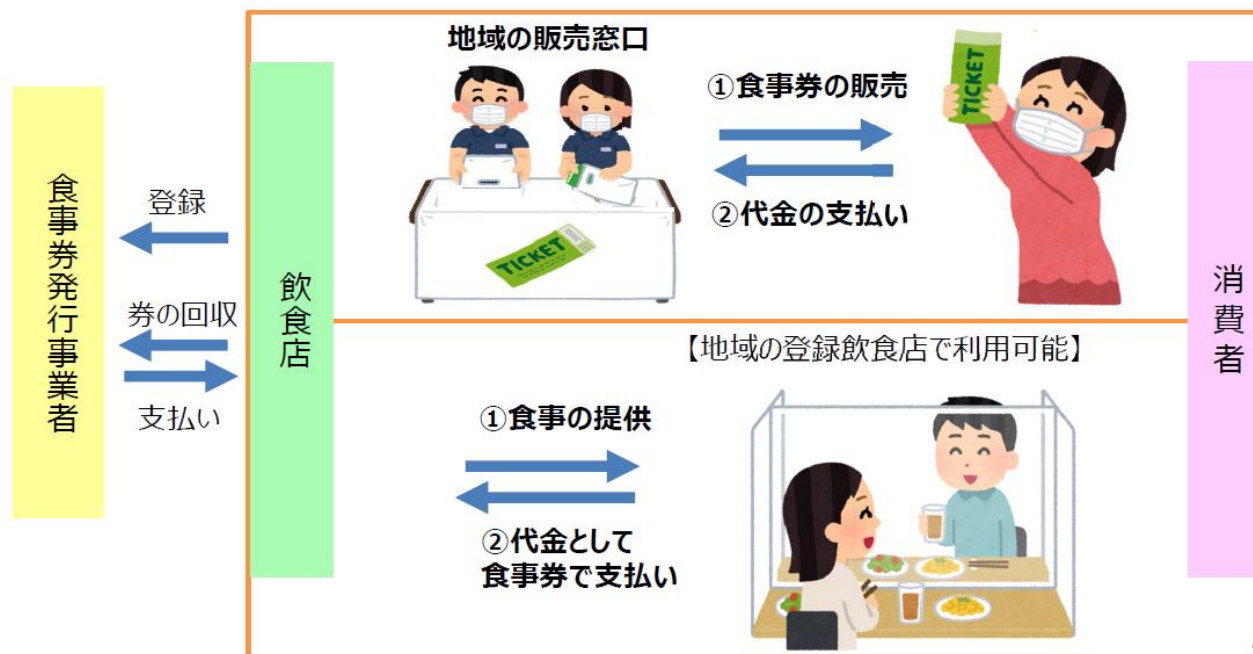 地域の販売窓口
①食事券の販売
TICKET
②代金の支払い
TICKET
食事券発行事業者
登録
券の回収
支払い
飲食店
消費者
【地域の登録飲食店で利用可能】
①食事の提供
②代金として
食事券で支払い